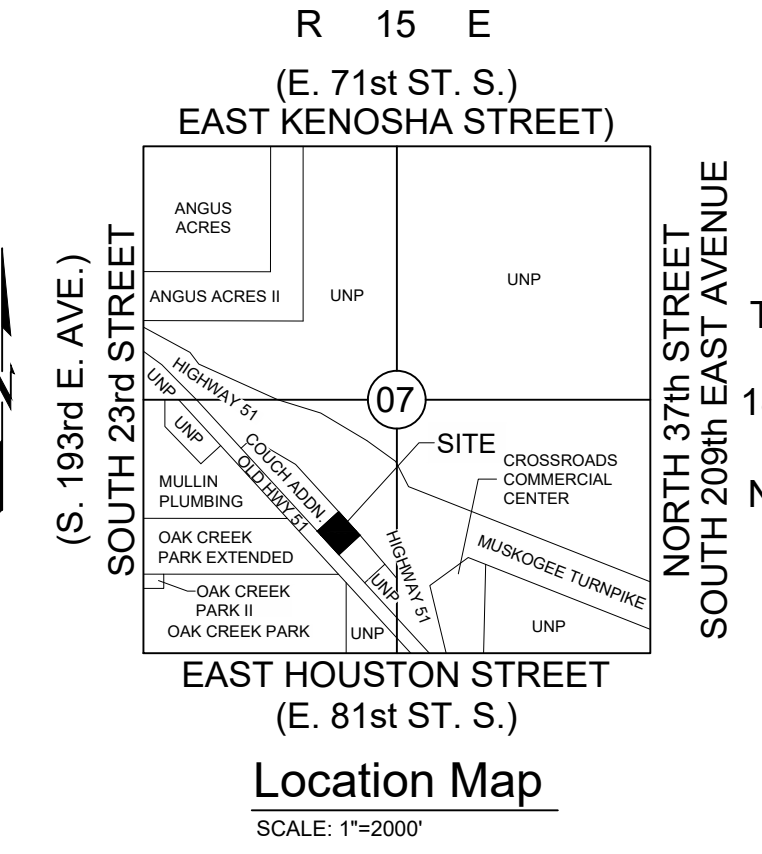 R 15 E
(E. 71st ST. S.)
EAST KENOSHA STREET)
(S. 193rd E. AVE.)
SOUTH 23rd STREET
ANGUS
ACRES
ANGUS ACRES II
UNP
UNP
NORTH 37th STREET
SOUTH 209th EAST AVENUE
T
N
HIGHWAY 51
UNP
07
UNP
COUCH ADDN.
OLD HWY 51
SITE
CROSSROADS
COMMERCIAL
CENTER
MULLIN
PLUMBING
OAK CREEK
PARK EXTENDED
HIGHWAY 51
MUSKOGEE TURNPIKE
UNP
OAK CREEK
PARK II
OAK CREEK PARK
UNP
UNP
EAST HOUSTON STREET
(E. 81st ST. S.)
Location Map
SCALE: 1"=2000'